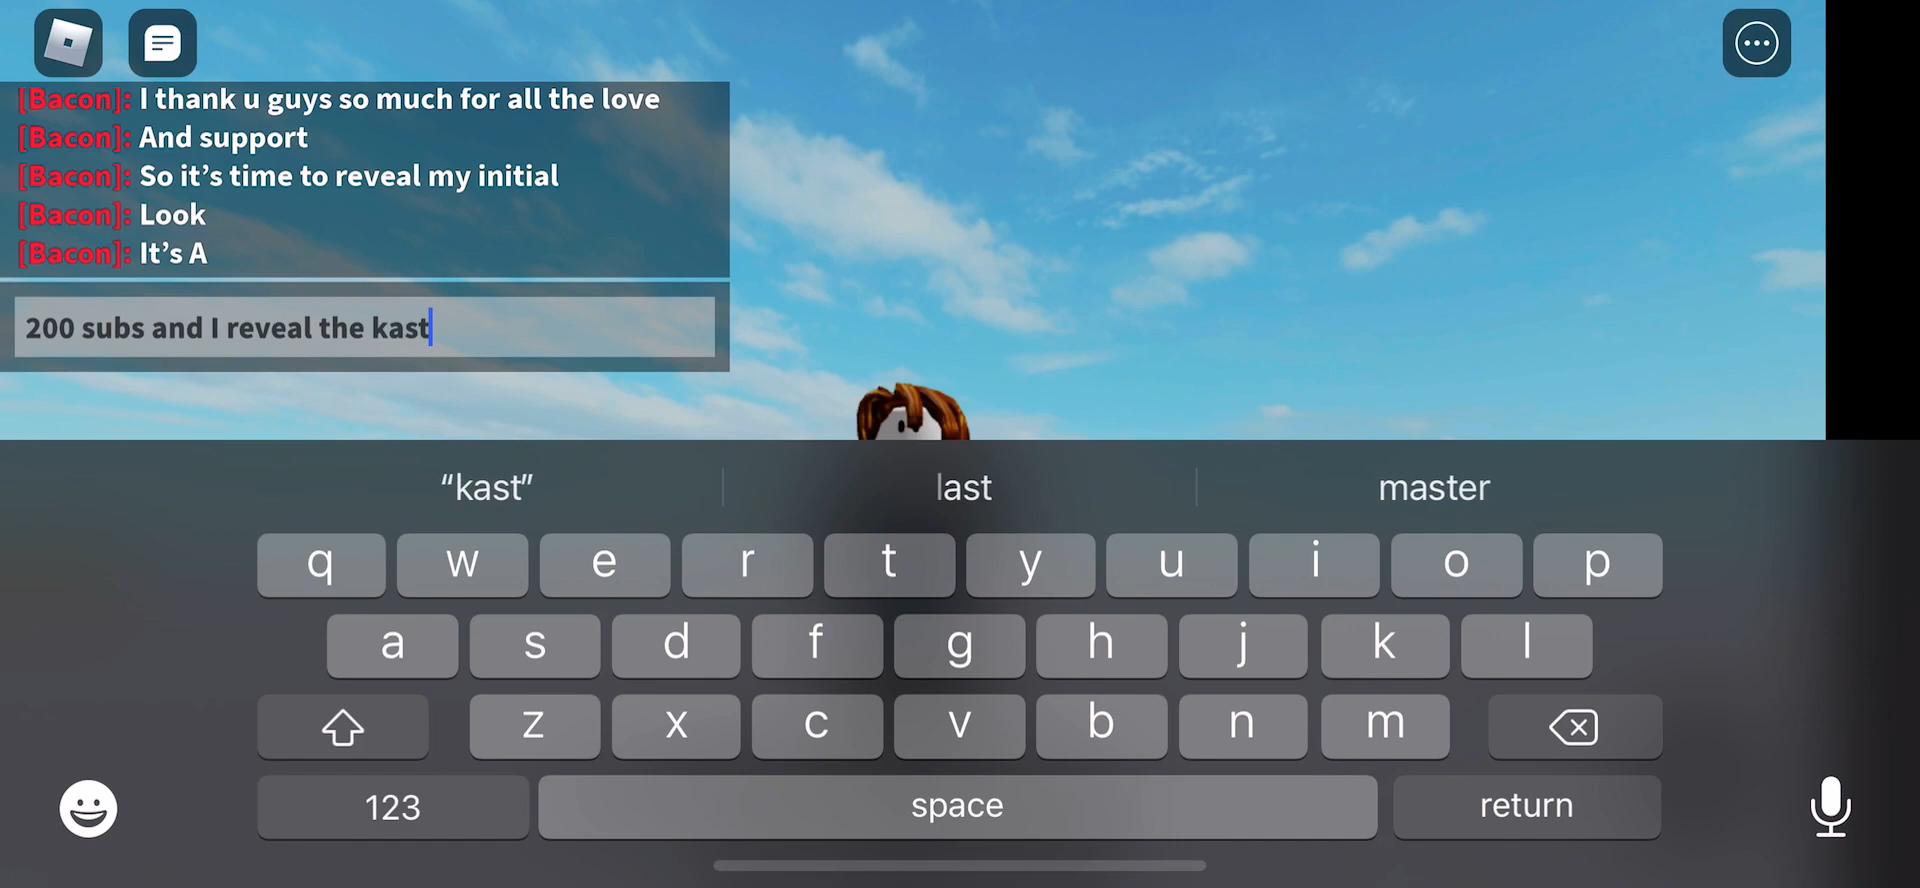 [Bacon]: I thank u guys so much for all the love
[Bacon]: And support
[Bacon]: So it’s time to reveal my initial
[Bacon]: Look
[Bacon]: It’s A
200 subs and I reveal the kast
“kast” last master
q w e r t y u i o p
a s d f g h j k l
z x c v b n m
123 space return